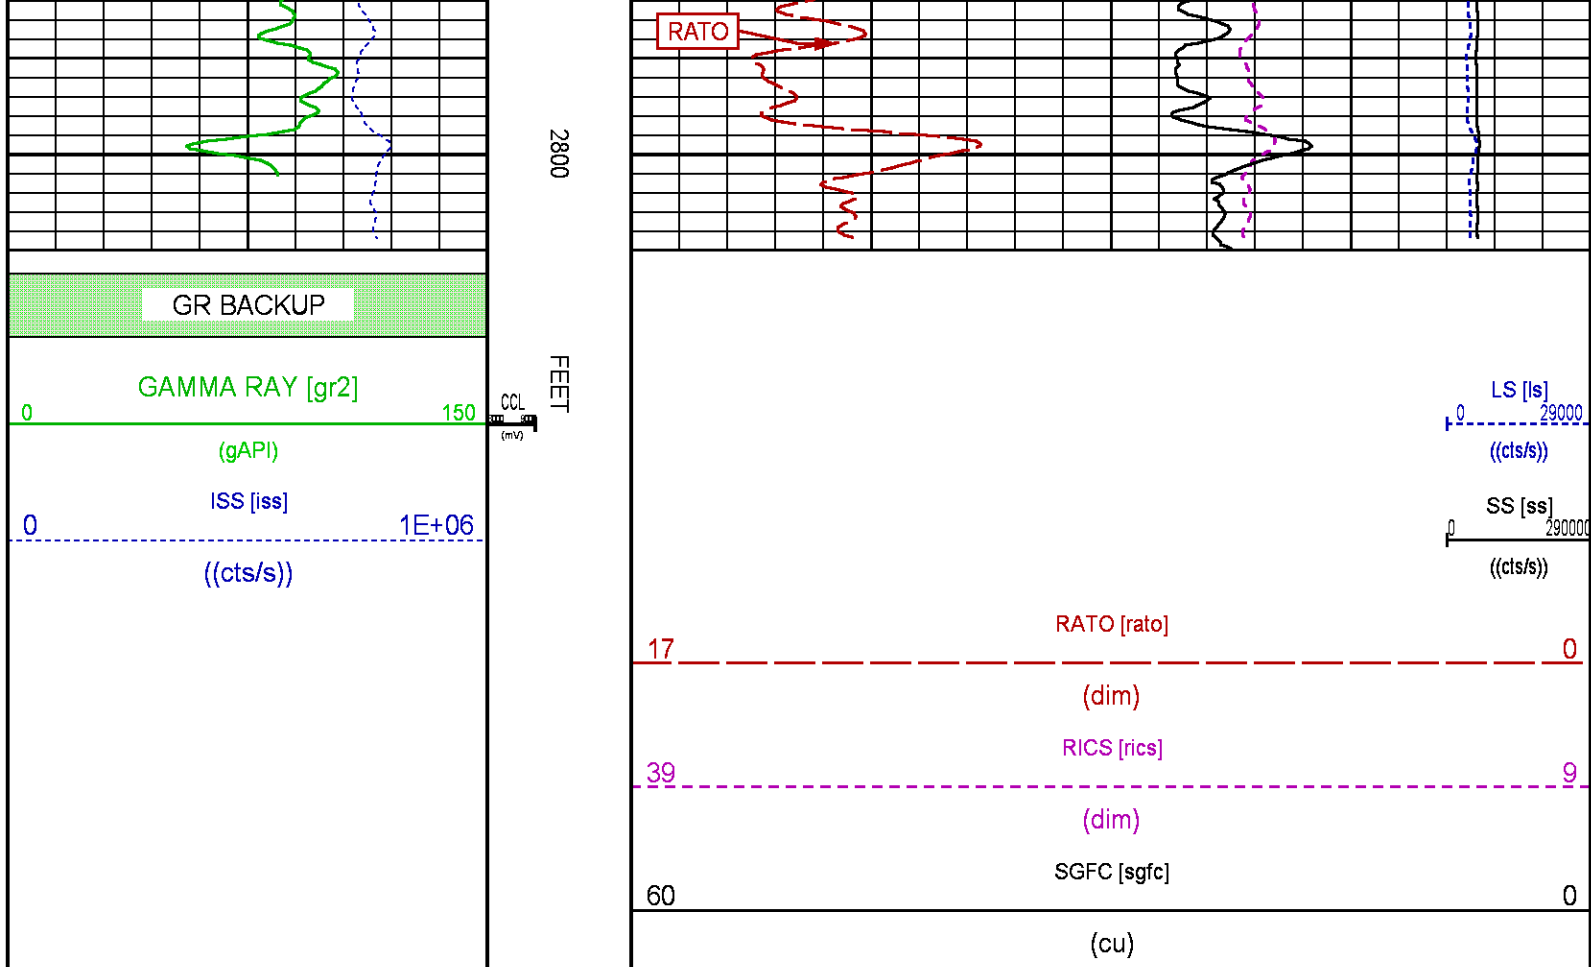 RATO
2800
GR BACKUP
FEET
GAMMA RAY [gr2]
0 150
(gAPI)
CCL
(mV)
ISS [iss]
0 1E+06
((cts/s))
LS [ls]
0 29000
((cts/s))
SS [ss]
0 290000
((cts/s))
RATO [rato]
17 0
(dim)
RICS [rics]
39 9
(dim)
SGFC [sgfc]
60 0
(cu)